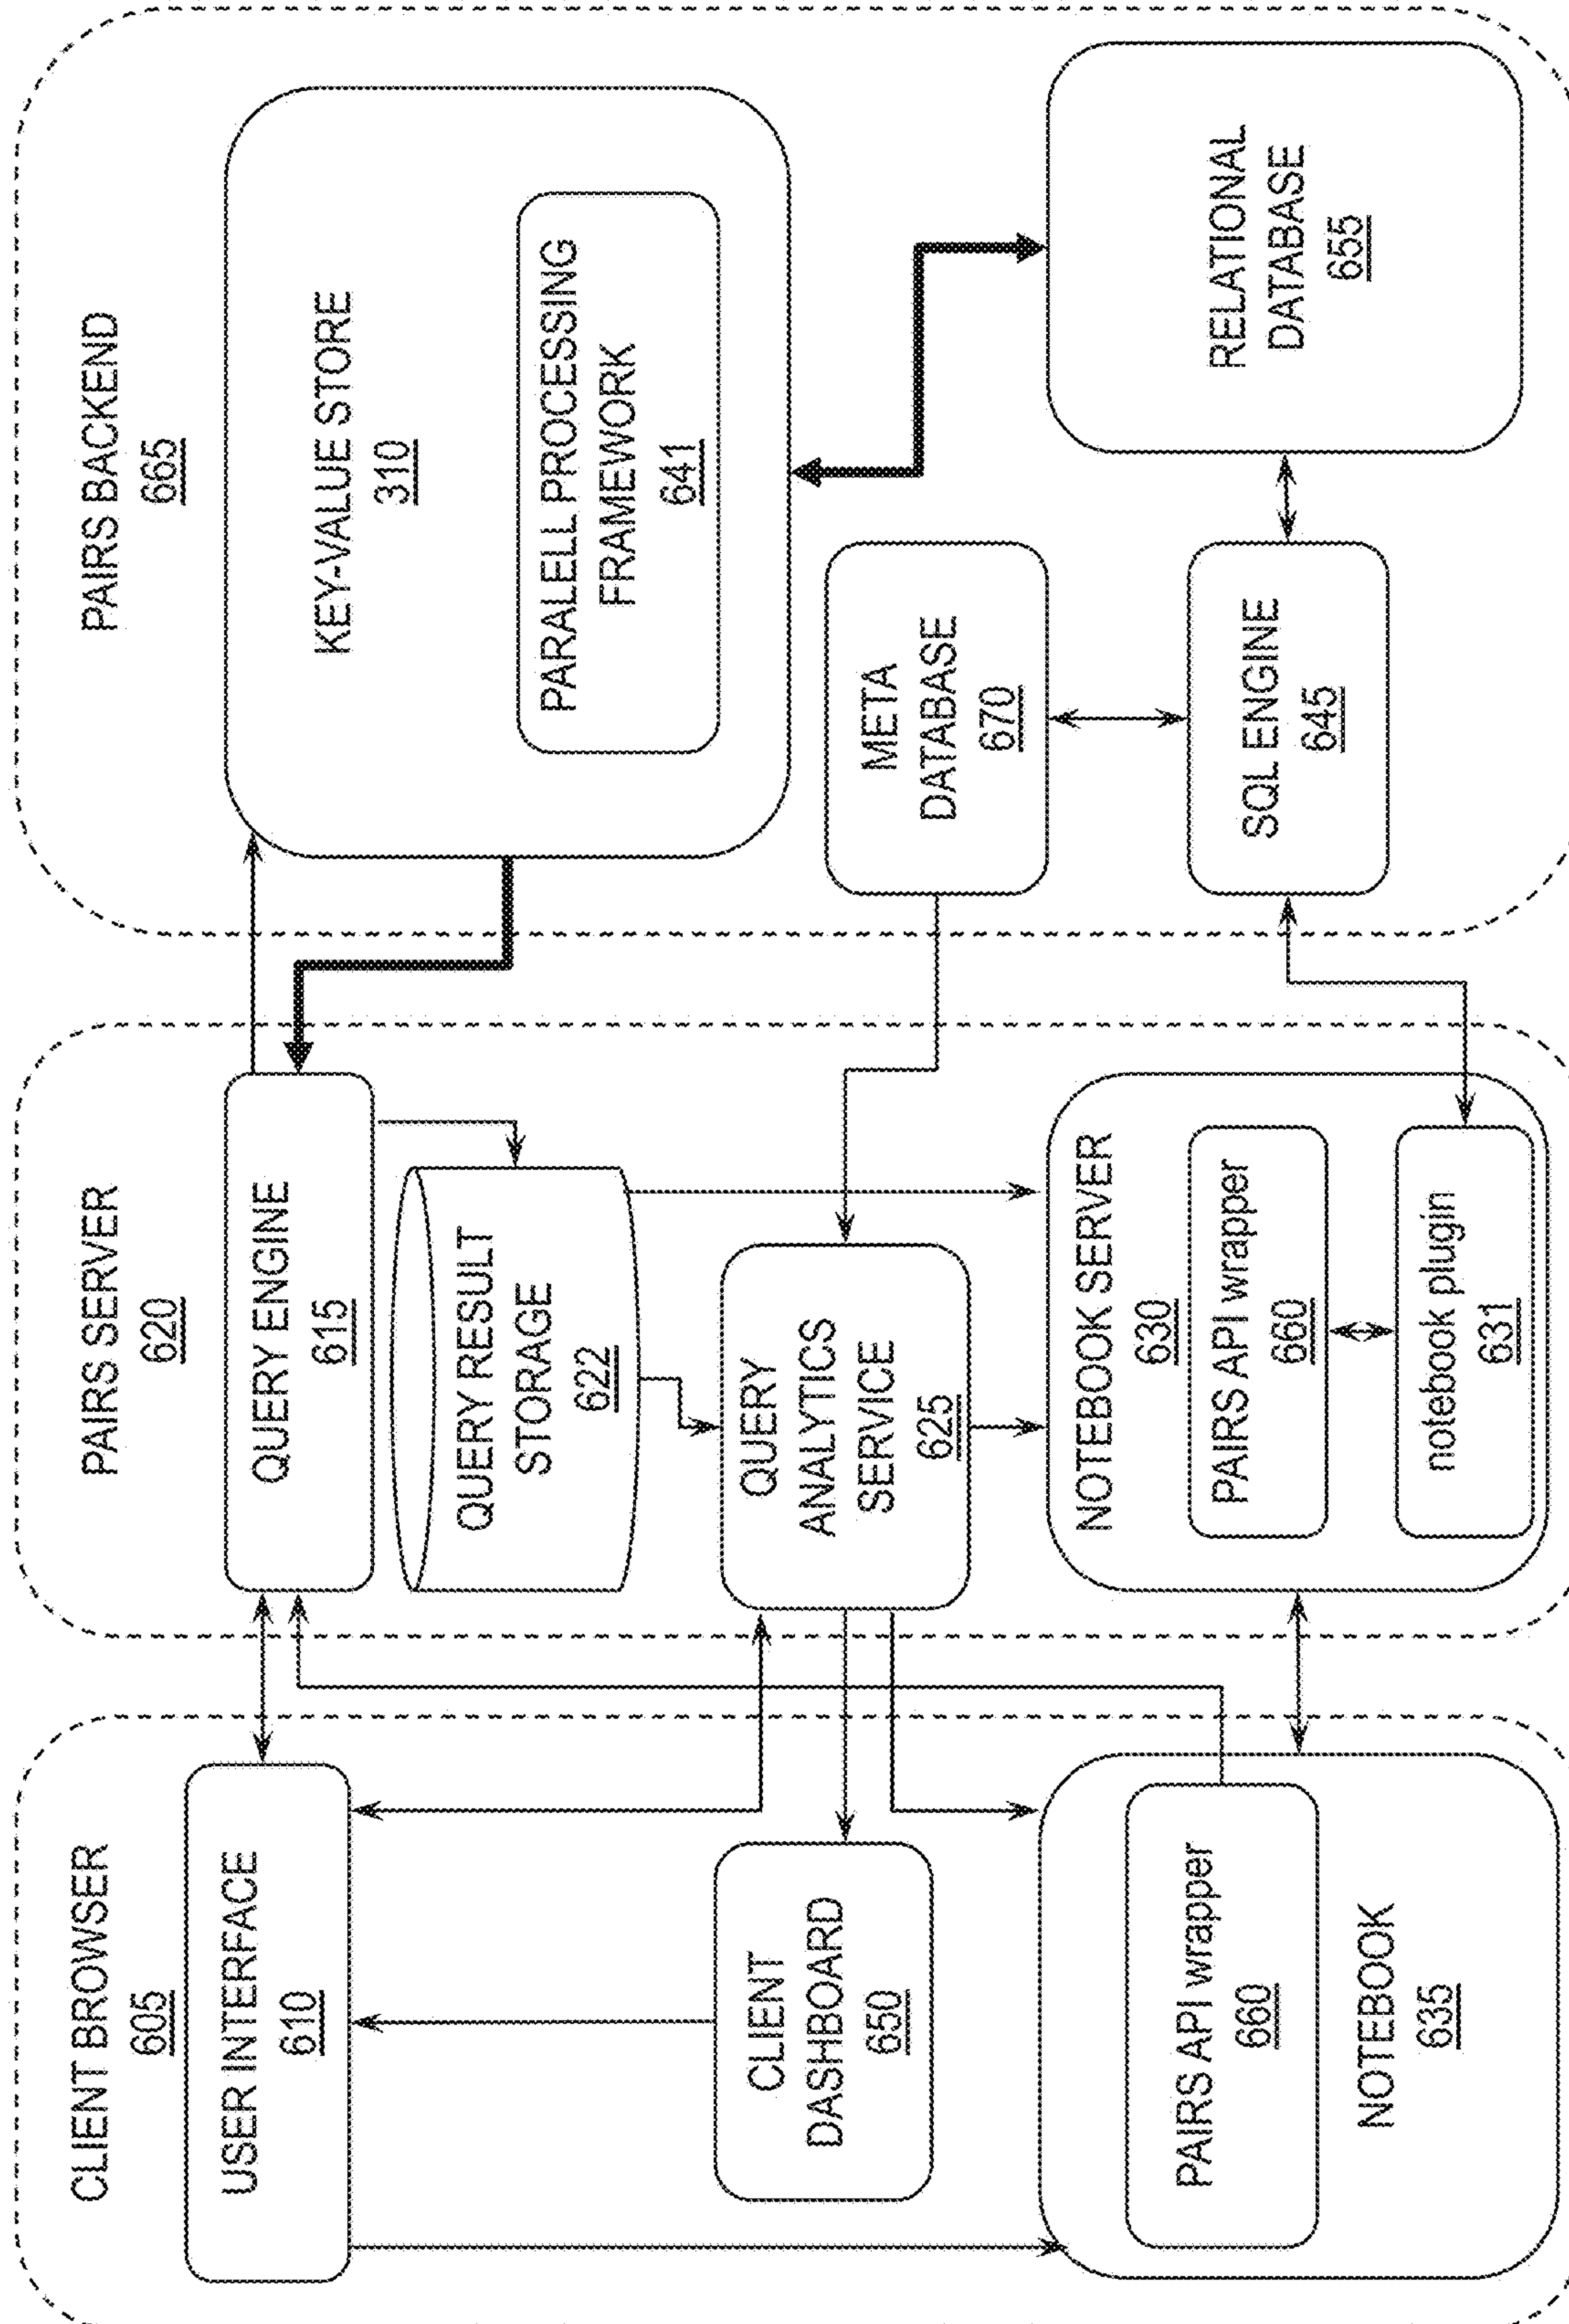 CLIENT BROWSER
605
USER INTERFACE
610
CLIENT
DASHBOARD
650
PAIRS API wrapper
660
NOTEBOOK
635
PAIRS SERVER
620
QUERY ENGINE
615
QUERY RESULT
STORAGE
622
QUERY
ANALYTICS
SERVICE
625
NOTEBOOK SERVER
630
PAIRS API wrapper
660
notebook plugin
631
PAIRS BACKEND
665
KEY-VALUE STORE
310
PARALELL PROCESSING
FRAMEWORK
641
META
DATABASE
670
SQL ENGINE
645
RELATIONAL
DATABASE
655